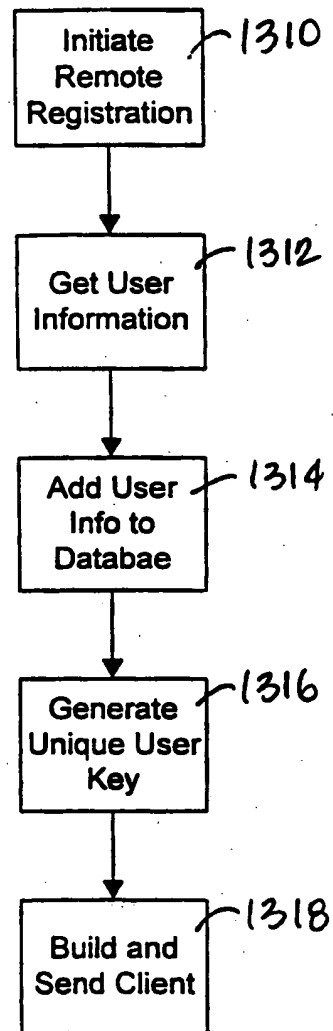 Initiate 1310
Remote
Registration
1312
Get User
Information
Add User 1314
Info to
Databae
1316
Generate
Unique User
Key
1318
Build and
Send Client